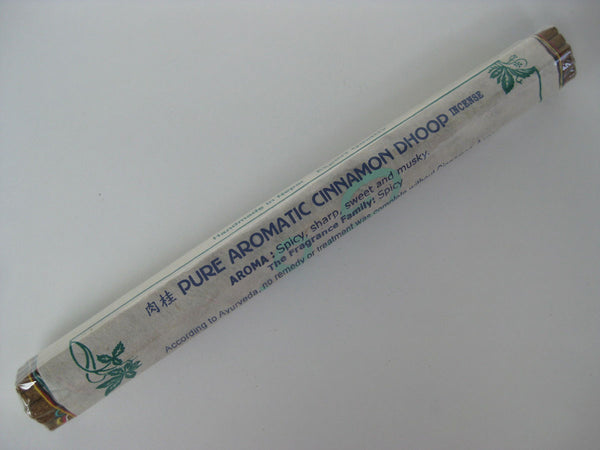 肉桂 PURE AROMATIC CINNAMON DHOOP INCENSE
AROMA : Spicy, sharp, sweet and musky.
The Fragrance Family: Spicy
According to Ayurveda, no remedy or treatment was complete without